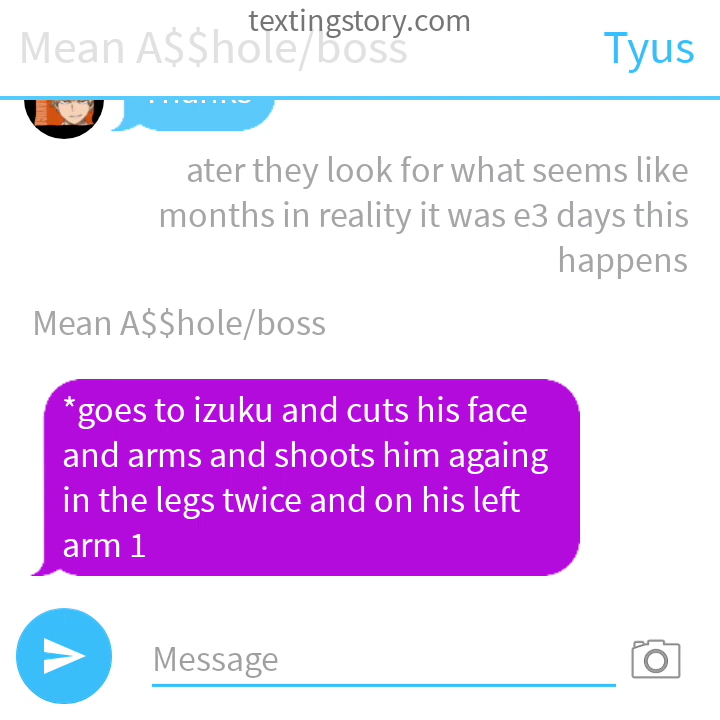 textingstory.com
Mean A$$hole/boss
Tyus
Thanks
ater they look for what seems like
months in reality it was e3 days this
happens
Mean A$$hole/boss
*goes to izuku and cuts his face
and arms and shoots him againg
in the legs twice and on his left
arm 1
Message